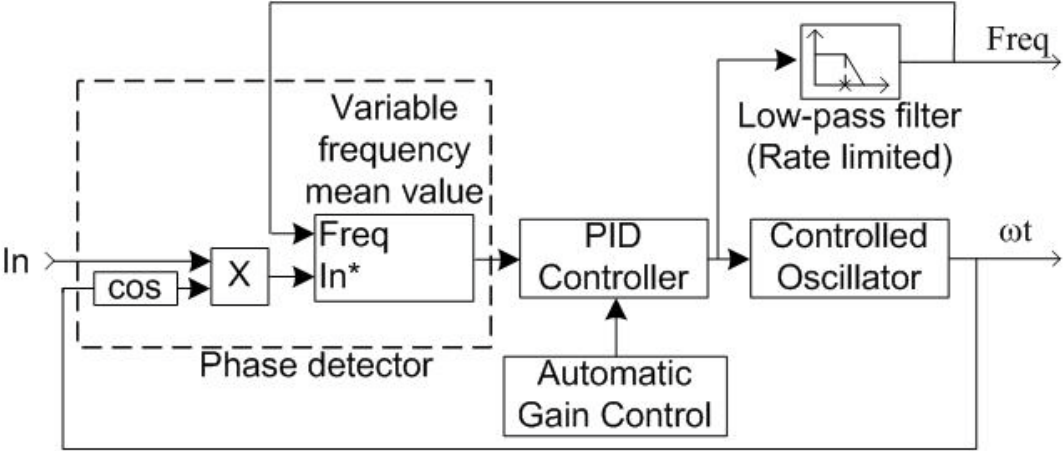 Freq
Low-pass filter
(Rate limited)
Variable
frequency
mean value
Freq
In*
In
cos
X
Phase detector
PID
Controller
Automatic
Gain Control
Controlled
Oscillator
ωt